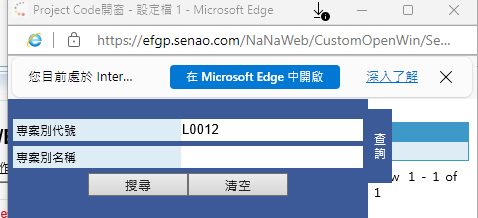 Project Code開窗 - 設定檔 1 - Microsoft Edge
https://efgp.senao.com/NaNaWeb/CustomOpenWin/Se...
您目前處於 Inter...
在 Microsoft Edge 中開啟
深入了解
專案別代號 L0012
專案別名稱
查詢
搜尋 清空
1 - 1 of
1